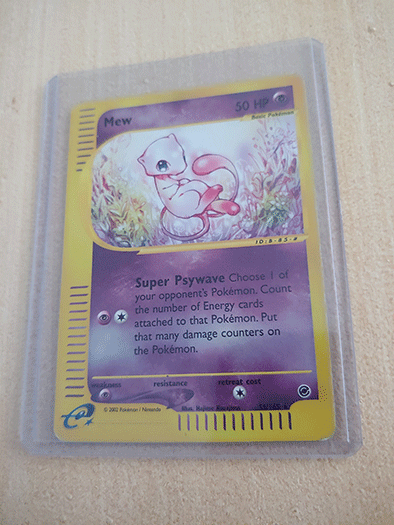 Mew
50 HP
Basic Pokémon
Super Psywave Choose 1 of
your opponent's Pokémon. Count
the number of Energy cards
attached to that Pokémon. Put
that many damage counters on
the Pokémon.
weakness resistance retreat cost
© 2002 Pokémon / Nintendo Illus.
e